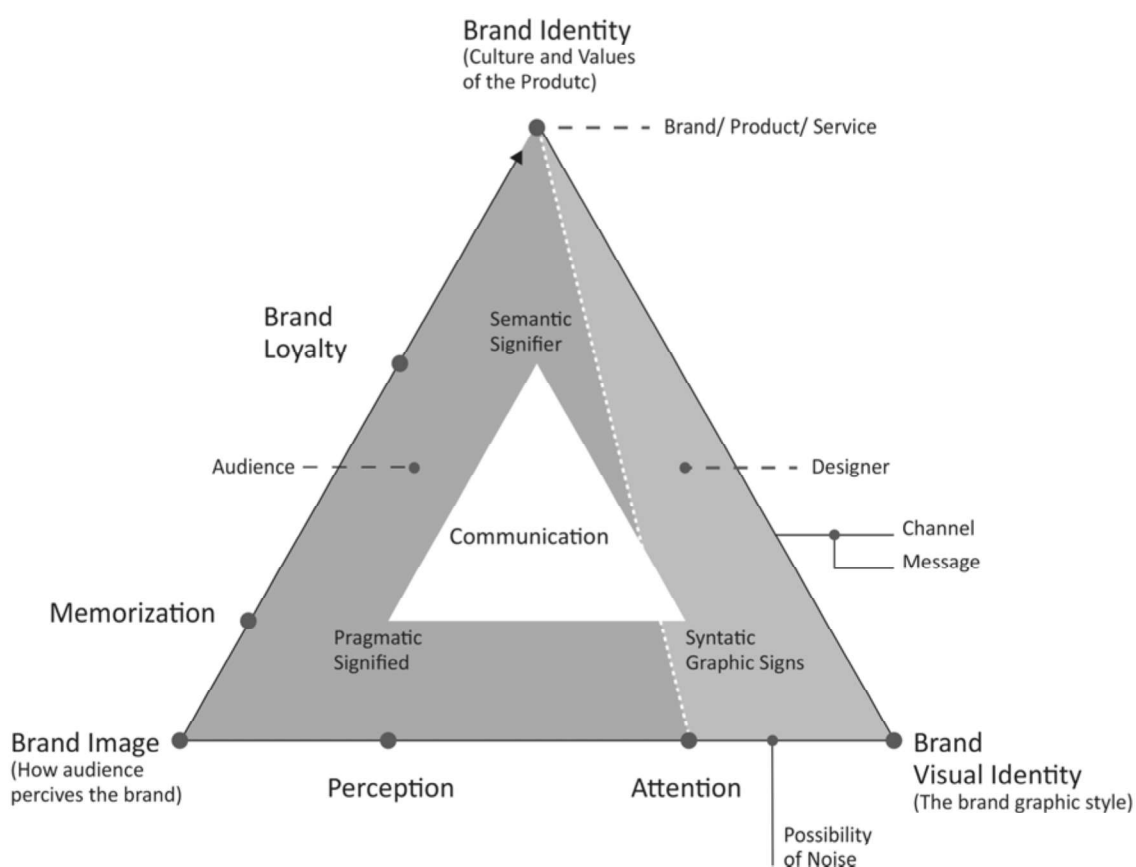 Brand Identity
(Culture and Values
of the Produtc)
Brand/ Product/ Service
Brand
Loyalty
Semantic
Signifier
Audience
Designer
Communication
Channel
Message
Memorization
Pragmatic
Signified
Syntatic
Graphic Signs
Brand Image
(How audience
percives the brand)
Perception
Attention
Brand
Visual Identity
(The brand graphic style)
Possibility
of Noise